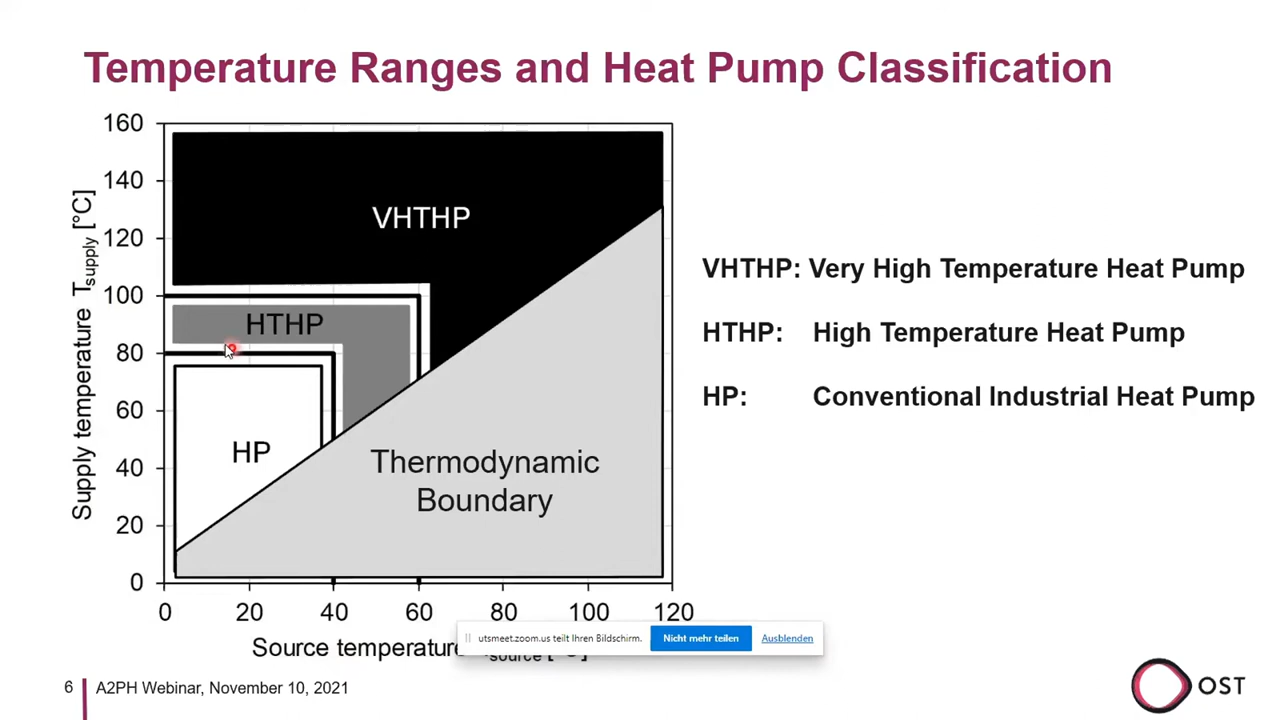 Temperature Ranges and Heat Pump Classification
160
140
120
100
80
60
40
20
0
Supply temperature Tsupply [°C]
VHTHP
HTHP
HP
Thermodynamic
Boundary
0 20 40 60 80 100 120
Source temperature
source [
VHTHP: Very High Temperature Heat Pump
HTHP: High Temperature Heat Pump
HP: Conventional Industrial Heat Pump
utsmeet.zoom.us teilt Ihren Bildschirm. Nicht mehr teilen Ausblenden
6 A2PH Webinar, November 10, 2021
OST